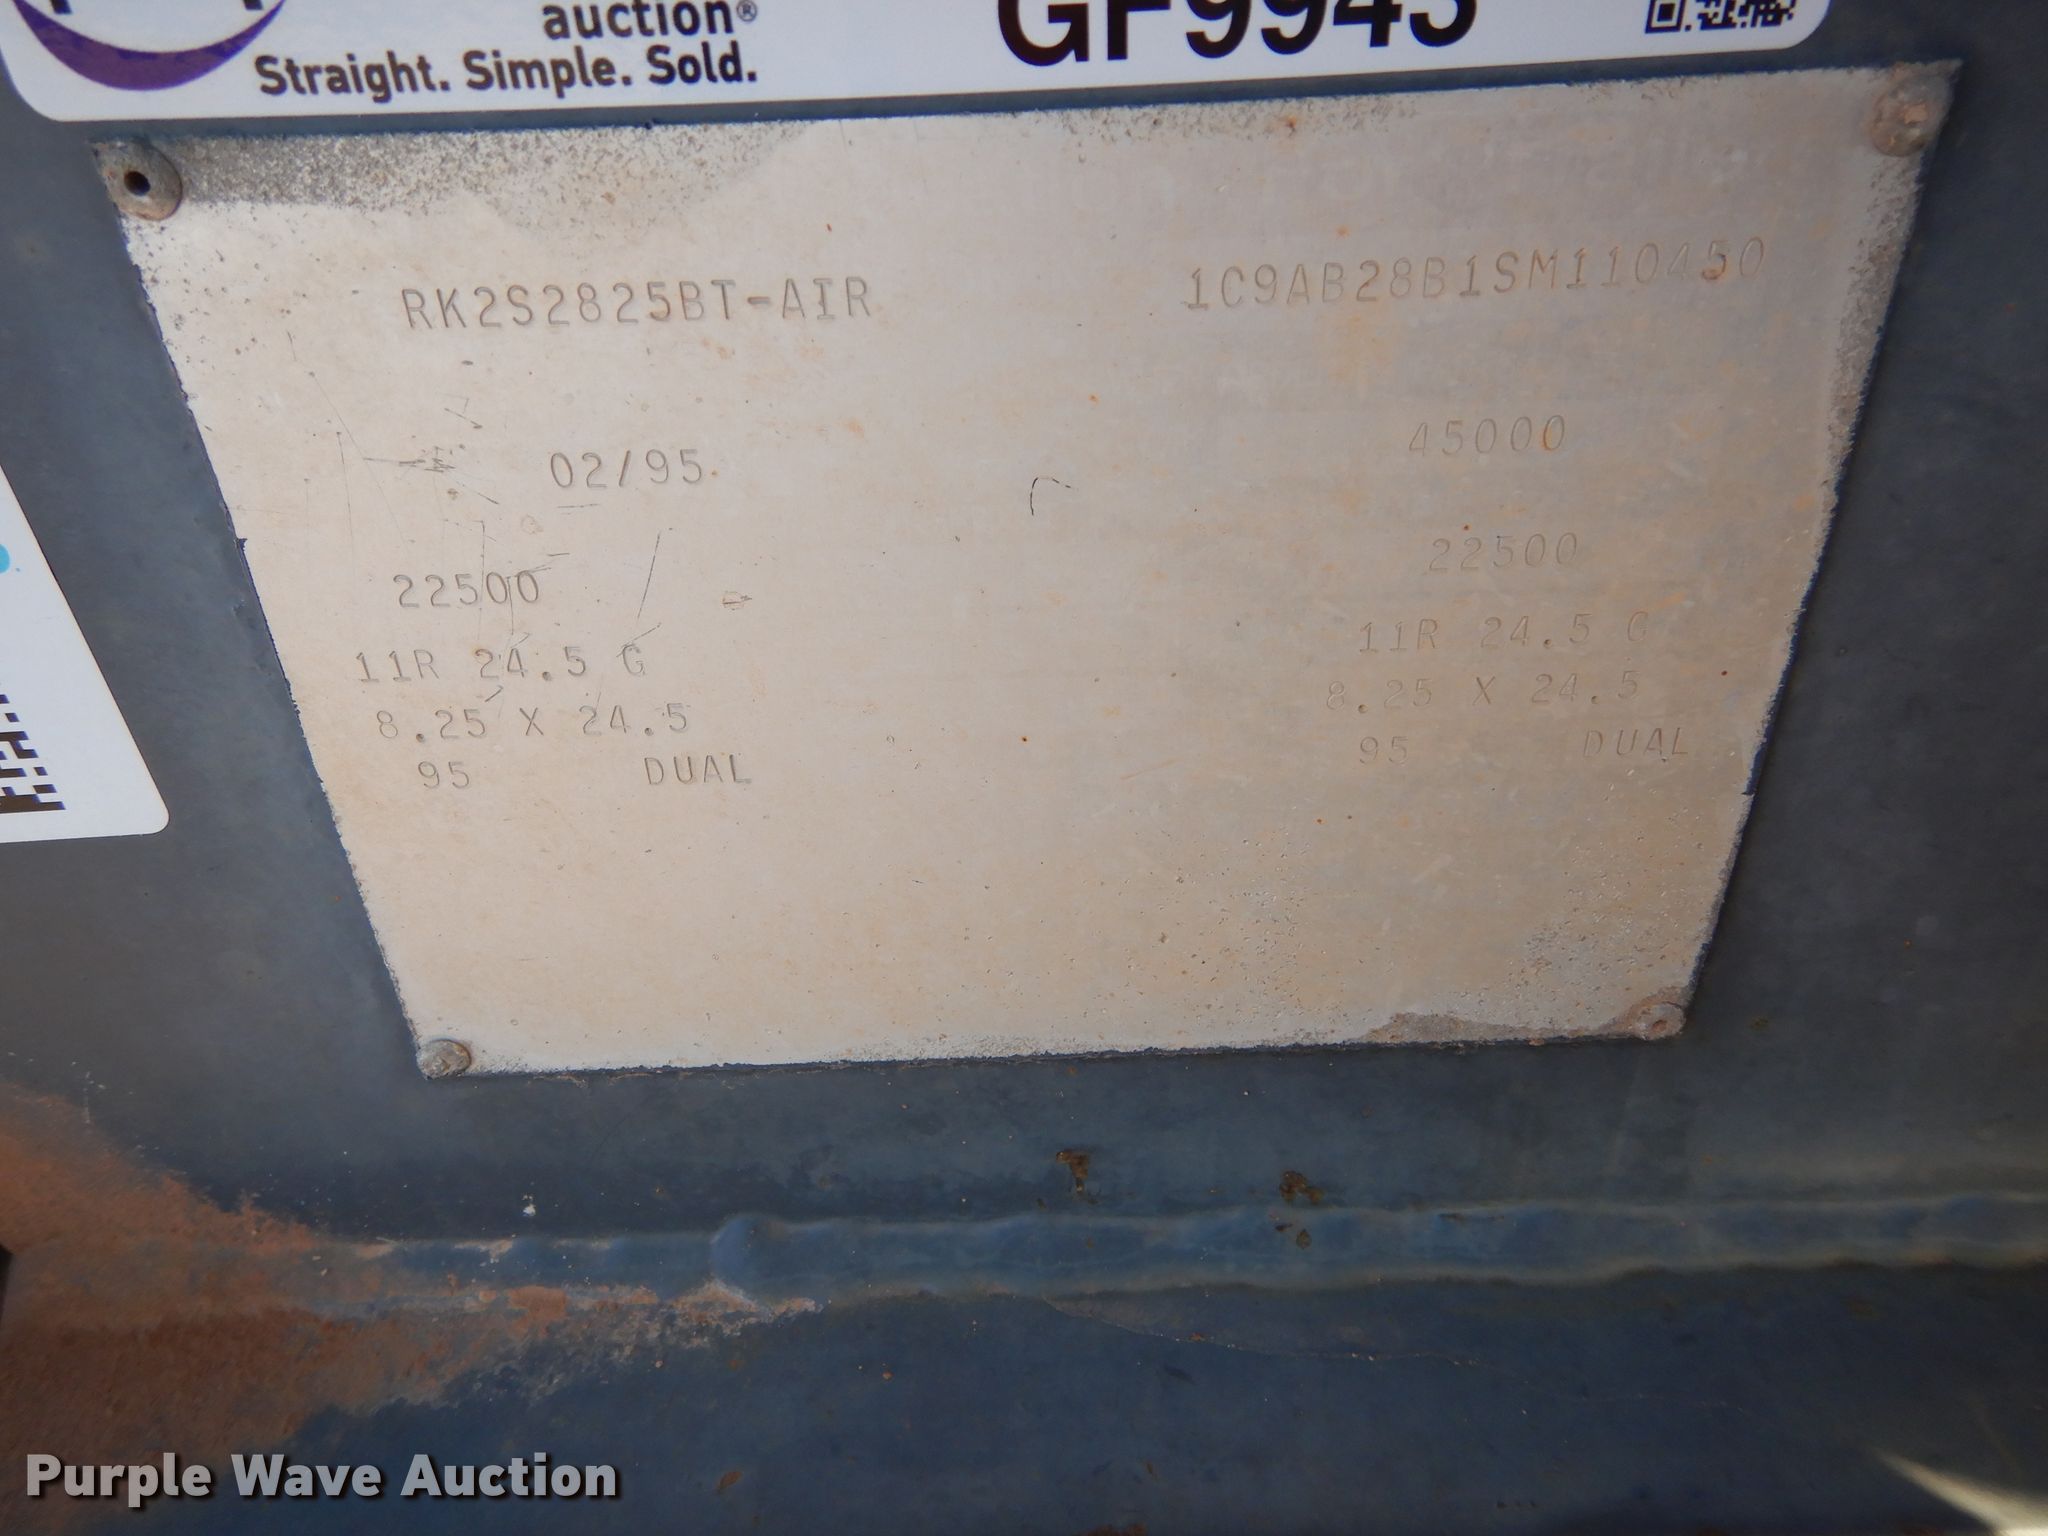 auction®
Straight. Simple. Sold.
RK2S2825BT-AIR 1C9AB28B1SM110450
02/95 45000
22500 22500
11R 24.5 G 11R 24.5 G
8.25 X 24.5 8.25 X 24.5
95 DUAL 95 DUAL
Purple Wave Auction